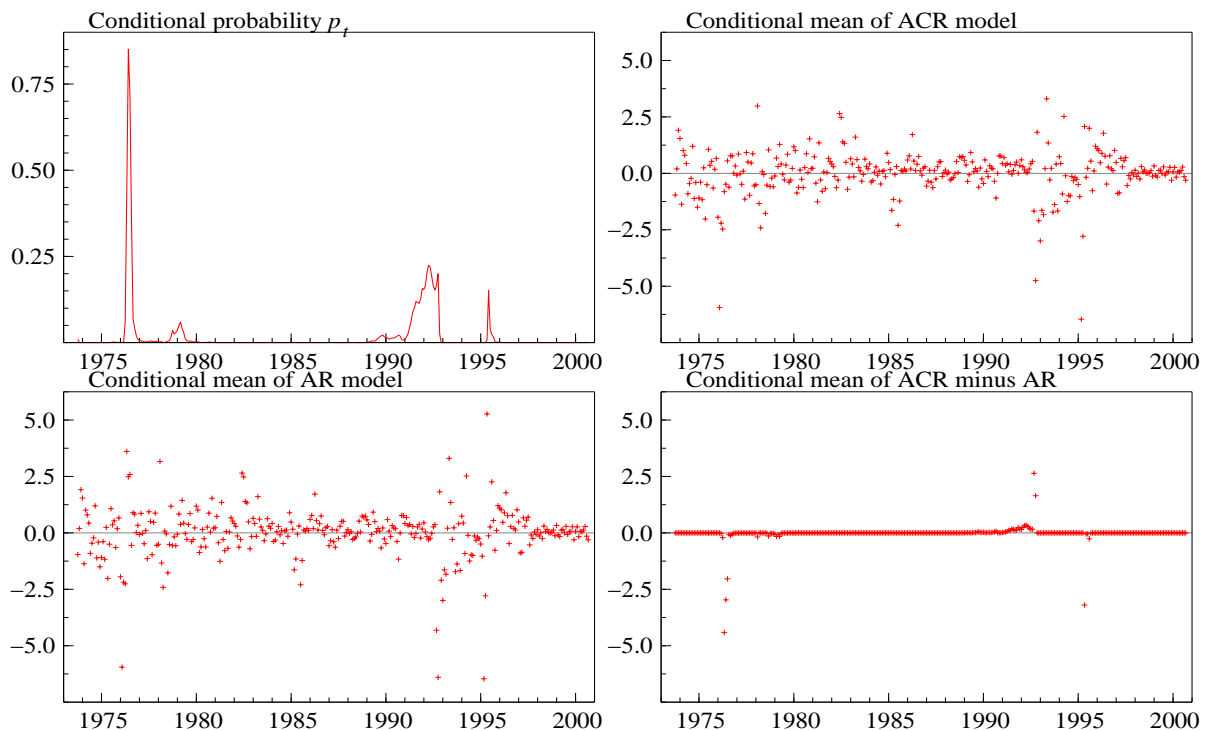 Conditional probability pt
0.75
0.50
0.25
1975 1980 1985 1990 1995 2000
Conditional mean of ACR model
5.0
2.5
0.0
−2.5
−5.0
1975 1980 1985 1990 1995 2000
Conditional mean of AR model
5.0
2.5
0.0
−2.5
−5.0
1975 1980 1985 1990 1995 2000
Conditional mean of ACR minus AR
5.0
2.5
0.0
−2.5
−5.0
1975 1980 1985 1990 1995 2000